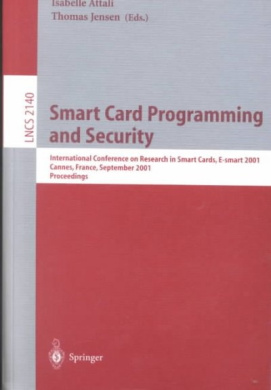 Isabelle Attali
Thomas Jensen (Eds.)
LNCS 2140
Smart Card Programming
and Security
International Conference on Research in Smart Cards, E-smart 2001
Cannes, France, September 2001
Proceedings
Springer